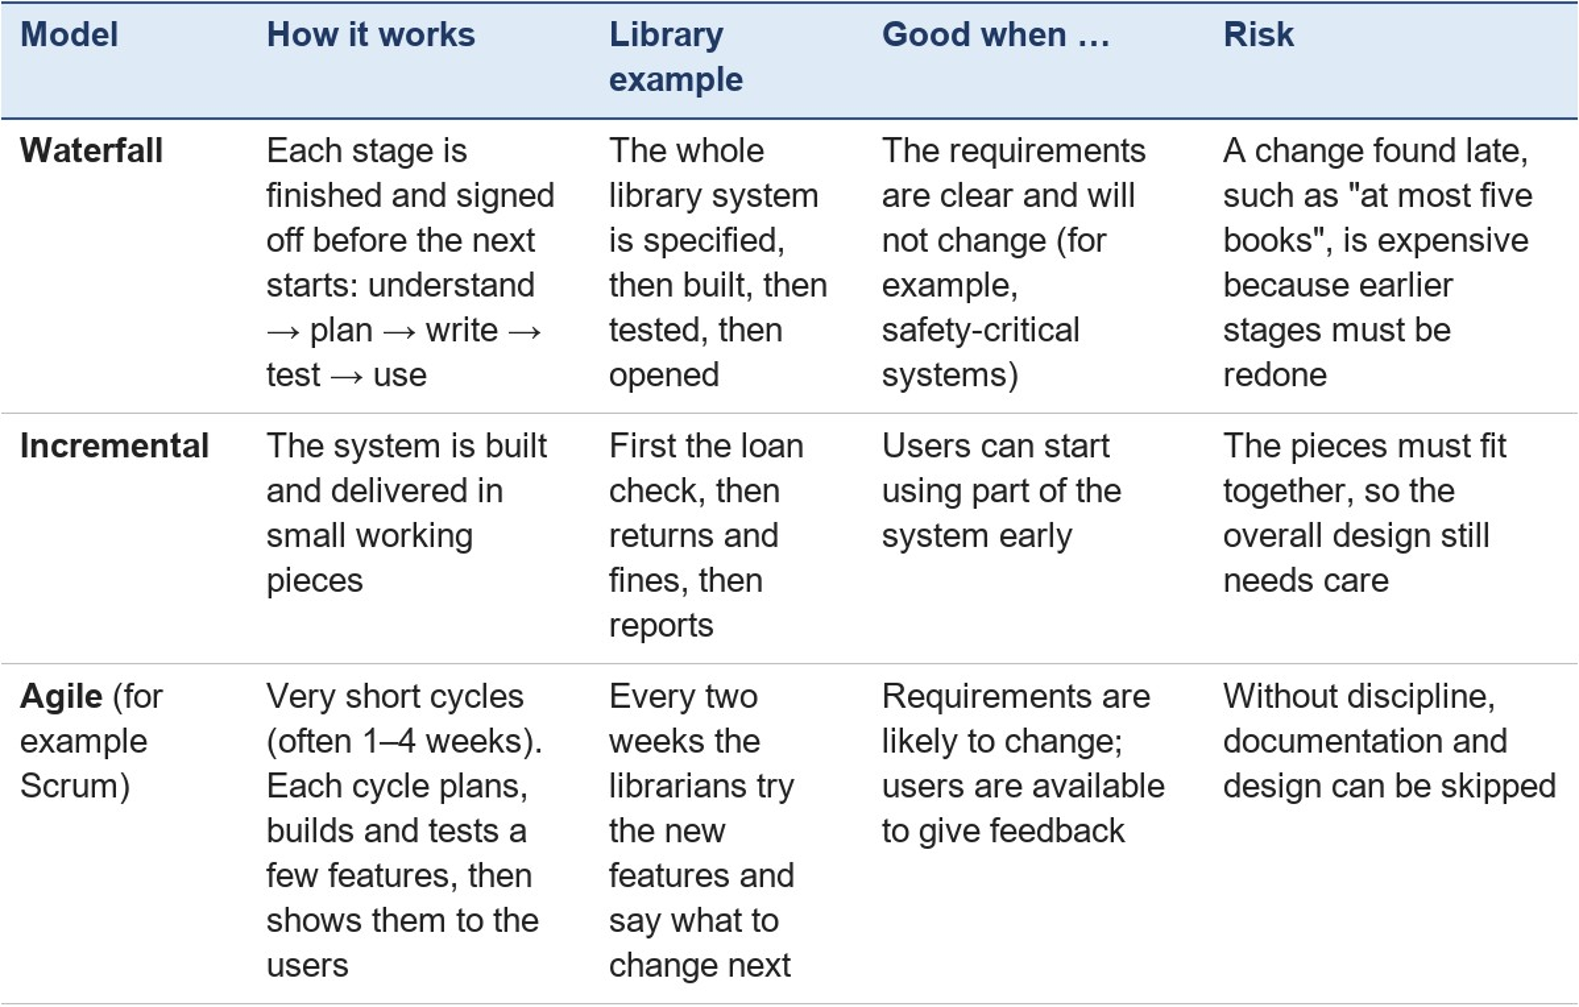 Model
How it works
Library
example
Good when …
Risk
Waterfall
Each stage is
finished and signed
off before the next
starts: understand
→ plan → write →
test → use
The whole
library system
is specified,
then built, then
tested, then
opened
The requirements
are clear and will
not change (for
example,
safety-critical
systems)
A change found late,
such as "at most five
books", is expensive
because earlier
stages must be
redone
Incremental
The system is built
and delivered in
small working
pieces
First the loan
check, then
returns and
fines, then
reports
Users can start
using part of the
system early
The pieces must fit
together, so the
overall design still
needs care
Agile (for
example
Scrum)
Very short cycles
(often 1–4 weeks).
Each cycle plans,
builds and tests a
few features, then
shows them to the
users
Every two
weeks the
librarians try
the new
features and
say what to
change next
Requirements are
likely to change;
users are available
to give feedback
Without discipline,
documentation and
design can be skipped